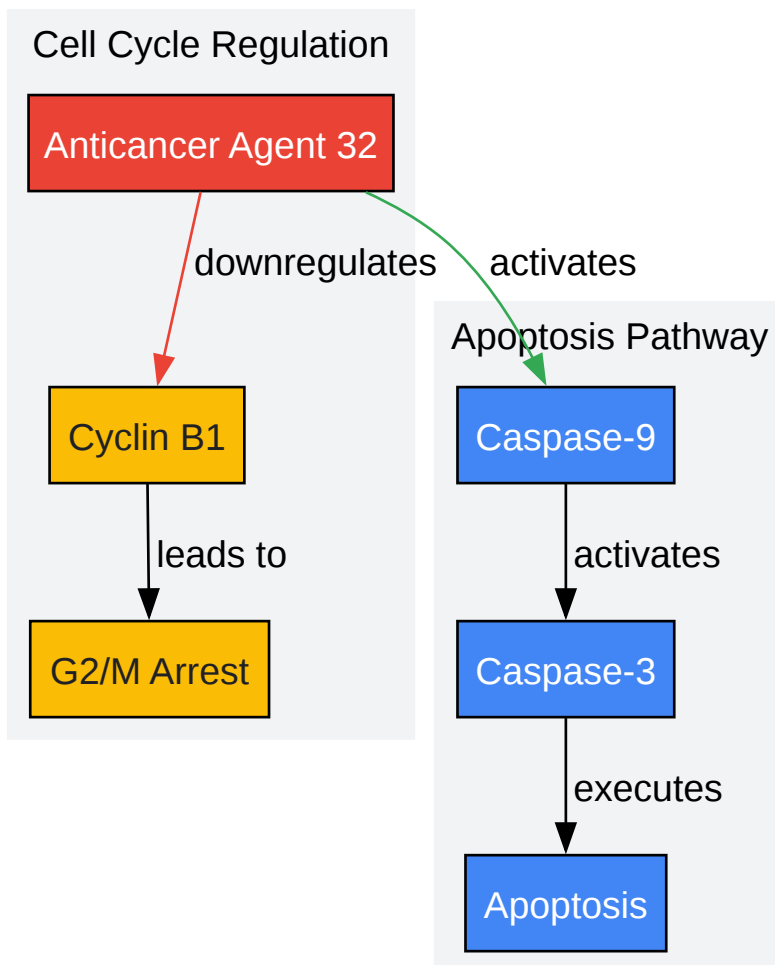 Cell Cycle Regulation
Anticancer Agent 32
downregulates
activates
Apoptosis Pathway
Cyclin B1
Caspase-9
leads to
activates
G2/M Arrest
Caspase-3
executes
Apoptosis